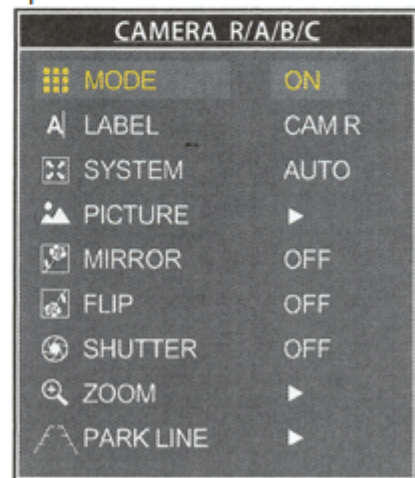 CAMERA R/A/B/C
MODE ON
A LABEL CAM R
SYSTEM AUTO
PICTURE ►
MIRROR OFF
FLIP OFF
SHUTTER OFF
ZOOM ►
PARK LINE ►